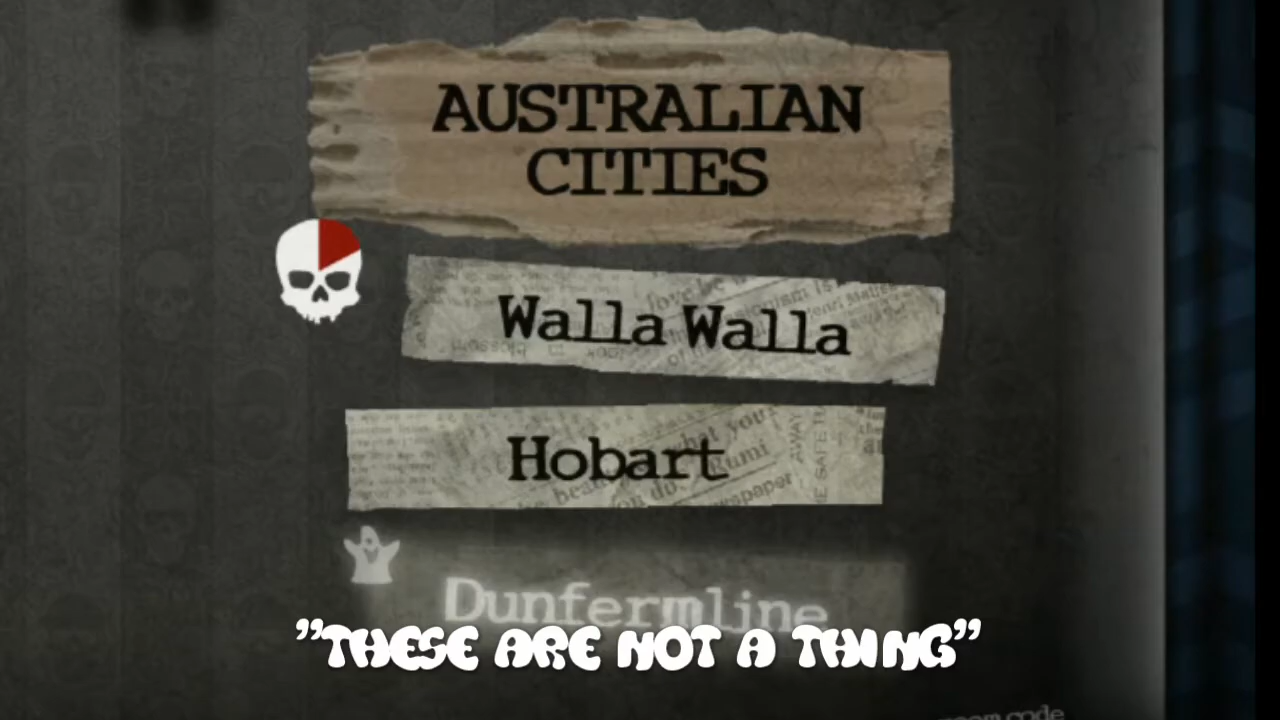 AUSTRALIAN
CITIES
Walla Walla
Hobart
Dunfermline
”THESE ARE NOT A THING”